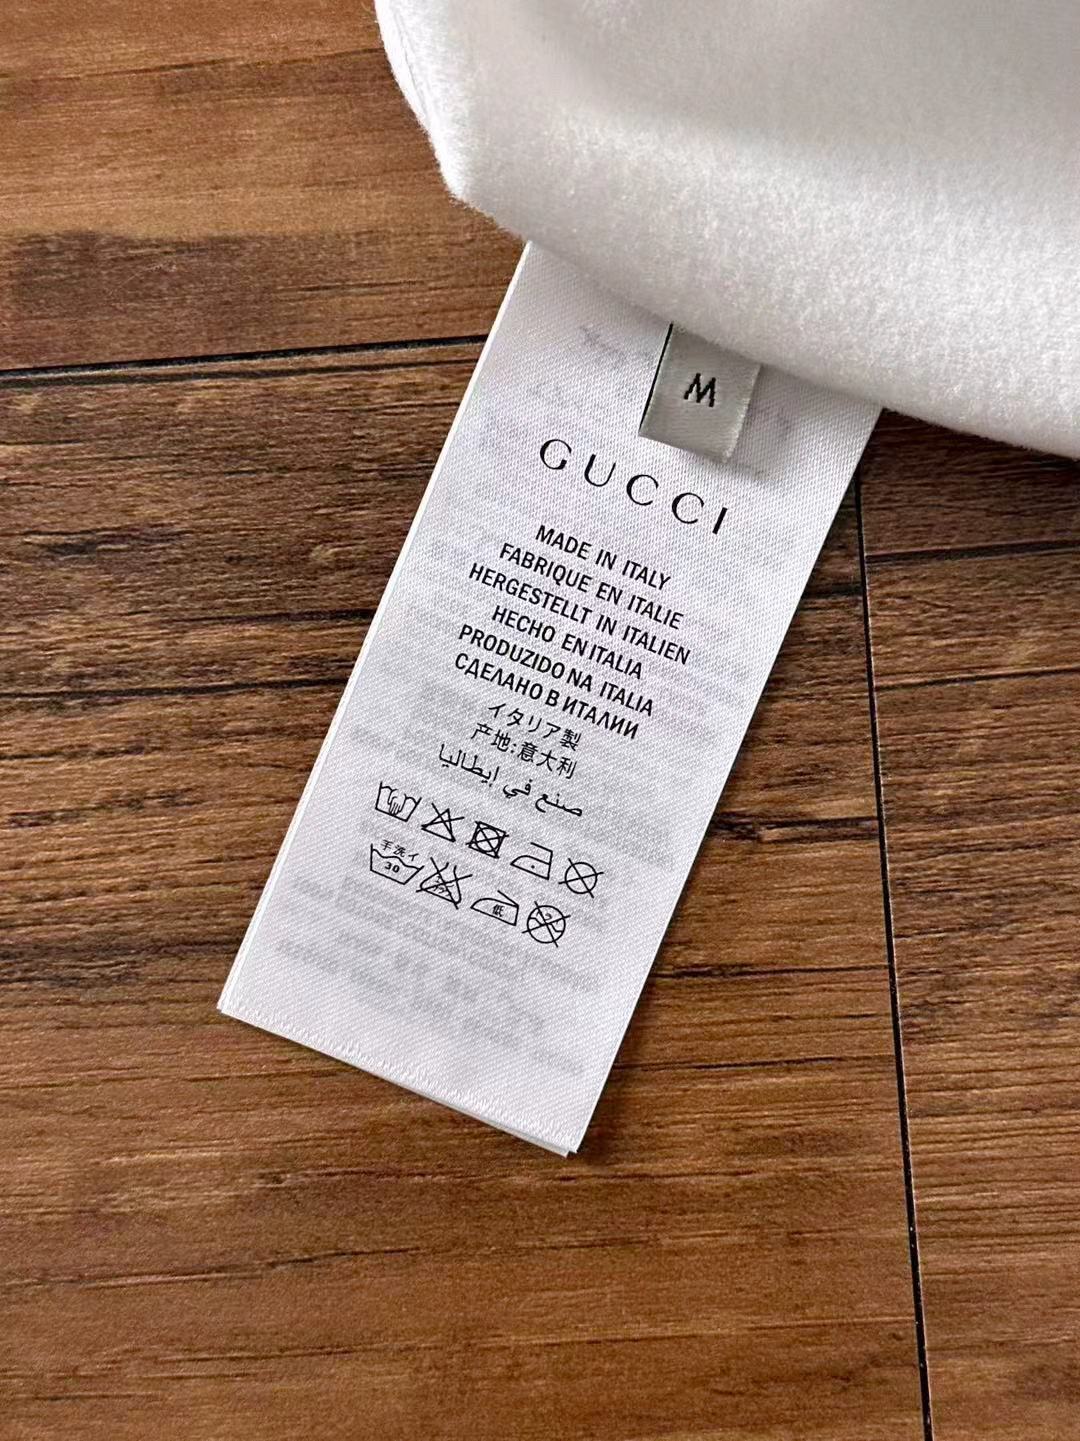 M
GUCCI
MADE IN ITALY
FABRIQUE EN ITALIE
HERGESTELLT IN ITALIEN
HECHO EN ITALIA
PRODUZIDO NA ITALIA
СДЕЛАНО В ИТАЛИИ
イタリア製
产地:意大利
صنع في إيطاليا
手洗イ
30
低